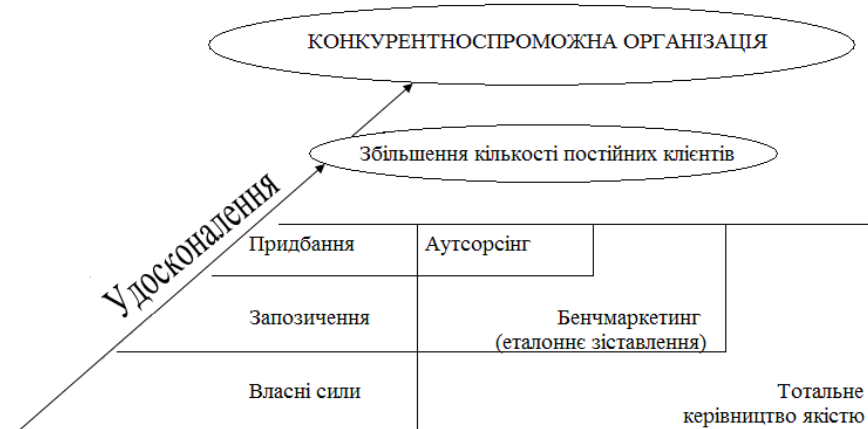 КОНКУРЕНТНОСПРОМОЖНА ОРГАНІЗАЦІЯ
Збільшення кількості постійних клієнтів
Удосконалення
Придбання
Аутсорсінг
Запозичення
Бенчмаркетинг
(еталоннє зіставлення)
Власні сили
Тотальне
керівництво якістю